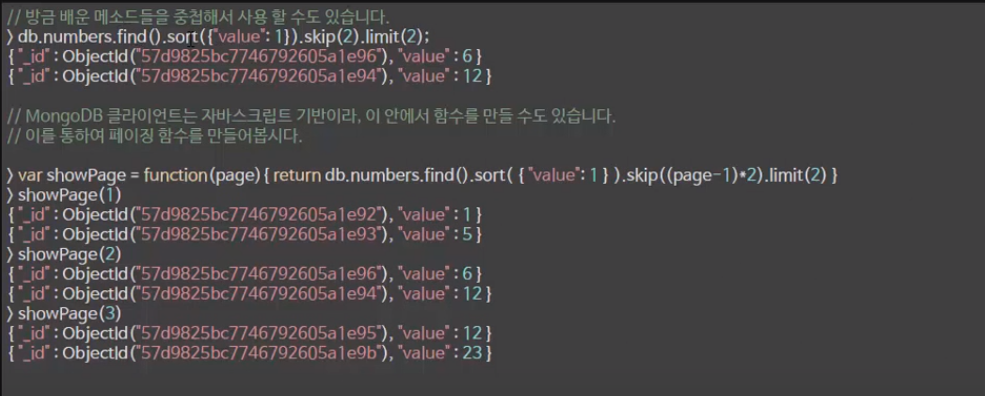 // 방금 배운 메소드들을 중첩해서 사용 할 수도 있습니다.
> db.numbers.find().sort({"value": 1}).skip(2).limit(2);
{ "_id" : ObjectId("57d9825bc7746792605a1e96"), "value" : 6 }
{ "_id" : ObjectId("57d9825bc7746792605a1e94"), "value" : 12 }
// MongoDB 클라이언트는 자바스크립트 기반이라, 이 안에서 함수를 만들 수도 있습니다.
// 이를 통하여 페이징 함수를 만들어봅시다.
> var showPage = function(page) { return db.numbers.find().sort( { "value": 1 } ).skip((page-1)*2).limit(2) }
> showPage(1)
{ "_id" : ObjectId("57d9825bc7746792605a1e92"), "value" : 1 }
{ "_id" : ObjectId("57d9825bc7746792605a1e93"), "value" : 5 }
> showPage(2)
{ "_id" : ObjectId("57d9825bc7746792605a1e96"), "value" : 6 }
{ "_id" : ObjectId("57d9825bc7746792605a1e94"), "value" : 12 }
> showPage(3)
{ "_id" : ObjectId("57d9825bc7746792605a1e95"), "value" : 12 }
{ "_id" : ObjectId("57d9825bc7746792605a1e9b"), "value" : 23 }